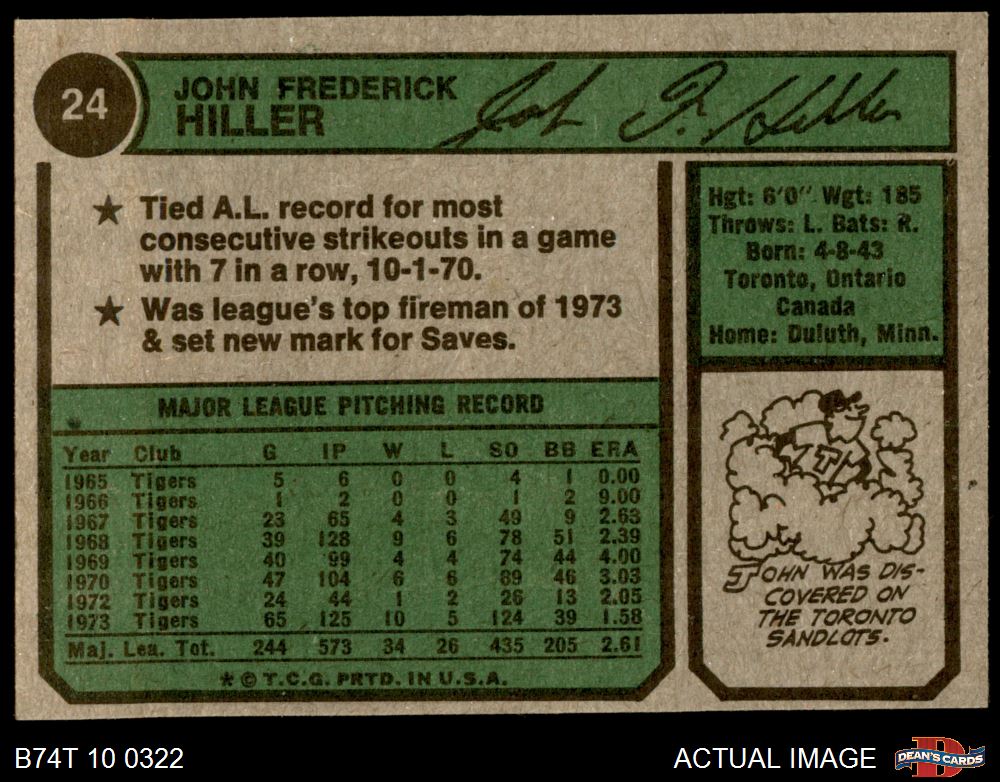 24
JOHN FREDERICK
HILLER
John F. Hiller
★ Tied A.L. record for most
consecutive strikeouts in a game
with 7 in a row, 10-1-70.
★ Was league's top fireman of 1973
& set new mark for Saves.
Hgt: 6'0" Wgt: 185
Throws: L. Bats: R.
Born: 4-8-43
Toronto, Ontario
Canada
Home: Duluth, Minn.
MAJOR LEAGUE PITCHING RECORD
Year Club G IP W L SO BB ERA
1965 Tigers 5 6 0 0 4 1 0.00
1966 Tigers 1 2 0 0 1 2 9.00
1967 Tigers 23 65 4 3 49 9 2.63
1968 Tigers 39 128 9 6 78 51 2.39
1969 Tigers 40 99 4 4 74 44 4.00
1970 Tigers 47 104 6 6 89 46 3.03
1972 Tigers 24 44 1 2 26 13 2.05
1973 Tigers 65 125 10 5 124 39 1.58
Maj. Lea. Tot. 244 573 34 26 435 205 2.61
* © T.C.G. PRTD. IN U.S.A.
JOHN WAS DIS-
COVERED ON
THE TORONTO
SANDLOTS.
B74T 10 0322
ACTUAL IMAGE
DEAN'S CARDS